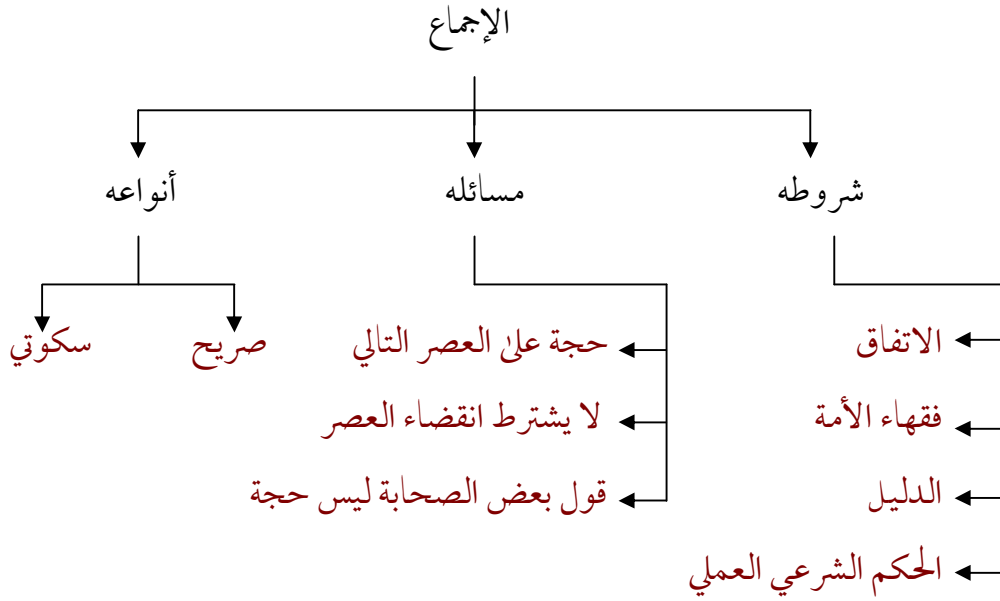 الإجماع
شروطه
مسائله
أنواعه
الاتفاق
فقهاء الأمة
الدليل
الحكم الشرعي العملي
حجة على العصر التالي
لا يشترط انقضاء العصر
قول بعض الصحابة ليس حجة
صريح
سكوتي